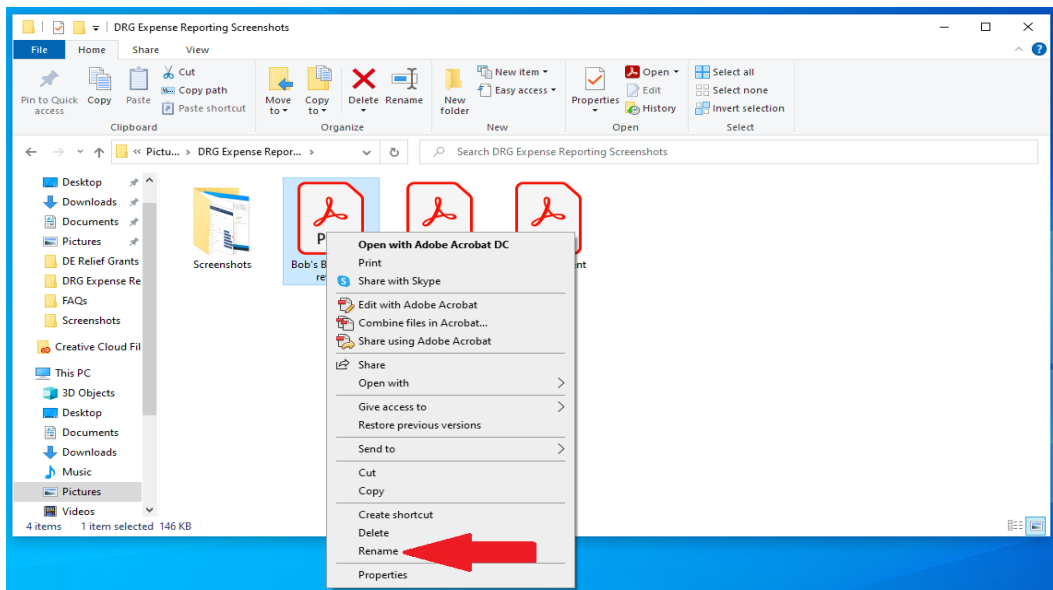 DRG Expense Reporting Screenshots
File Home Share View
Pin to Quick access
Copy
Paste
Cut
Copy path
Paste shortcut
Move to
Copy to
Delete
Rename
New folder
New item
Easy access
Properties
Open
Edit
History
Select all
Select none
Invert selection
Clipboard Organize New Open Select
« Pictu... › DRG Expense Repor... ›
Search DRG Expense Reporting Screenshots
Desktop
Downloads
Documents
Pictures
DE Relief Grants
DRG Expense Re
FAQs
Screenshots
Creative Cloud Fil
This PC
3D Objects
Desktop
Documents
Downloads
Music
Pictures
Videos
Screenshots
Bob's B
re
nt
Open with Adobe Acrobat DC
Print
Share with Skype
Edit with Adobe Acrobat
Combine files in Acrobat...
Share using Adobe Acrobat
Share
Open with
Give access to
Restore previous versions
Send to
Cut
Copy
Create shortcut
Delete
Rename
Properties
4 items 1 item selected 146 KB